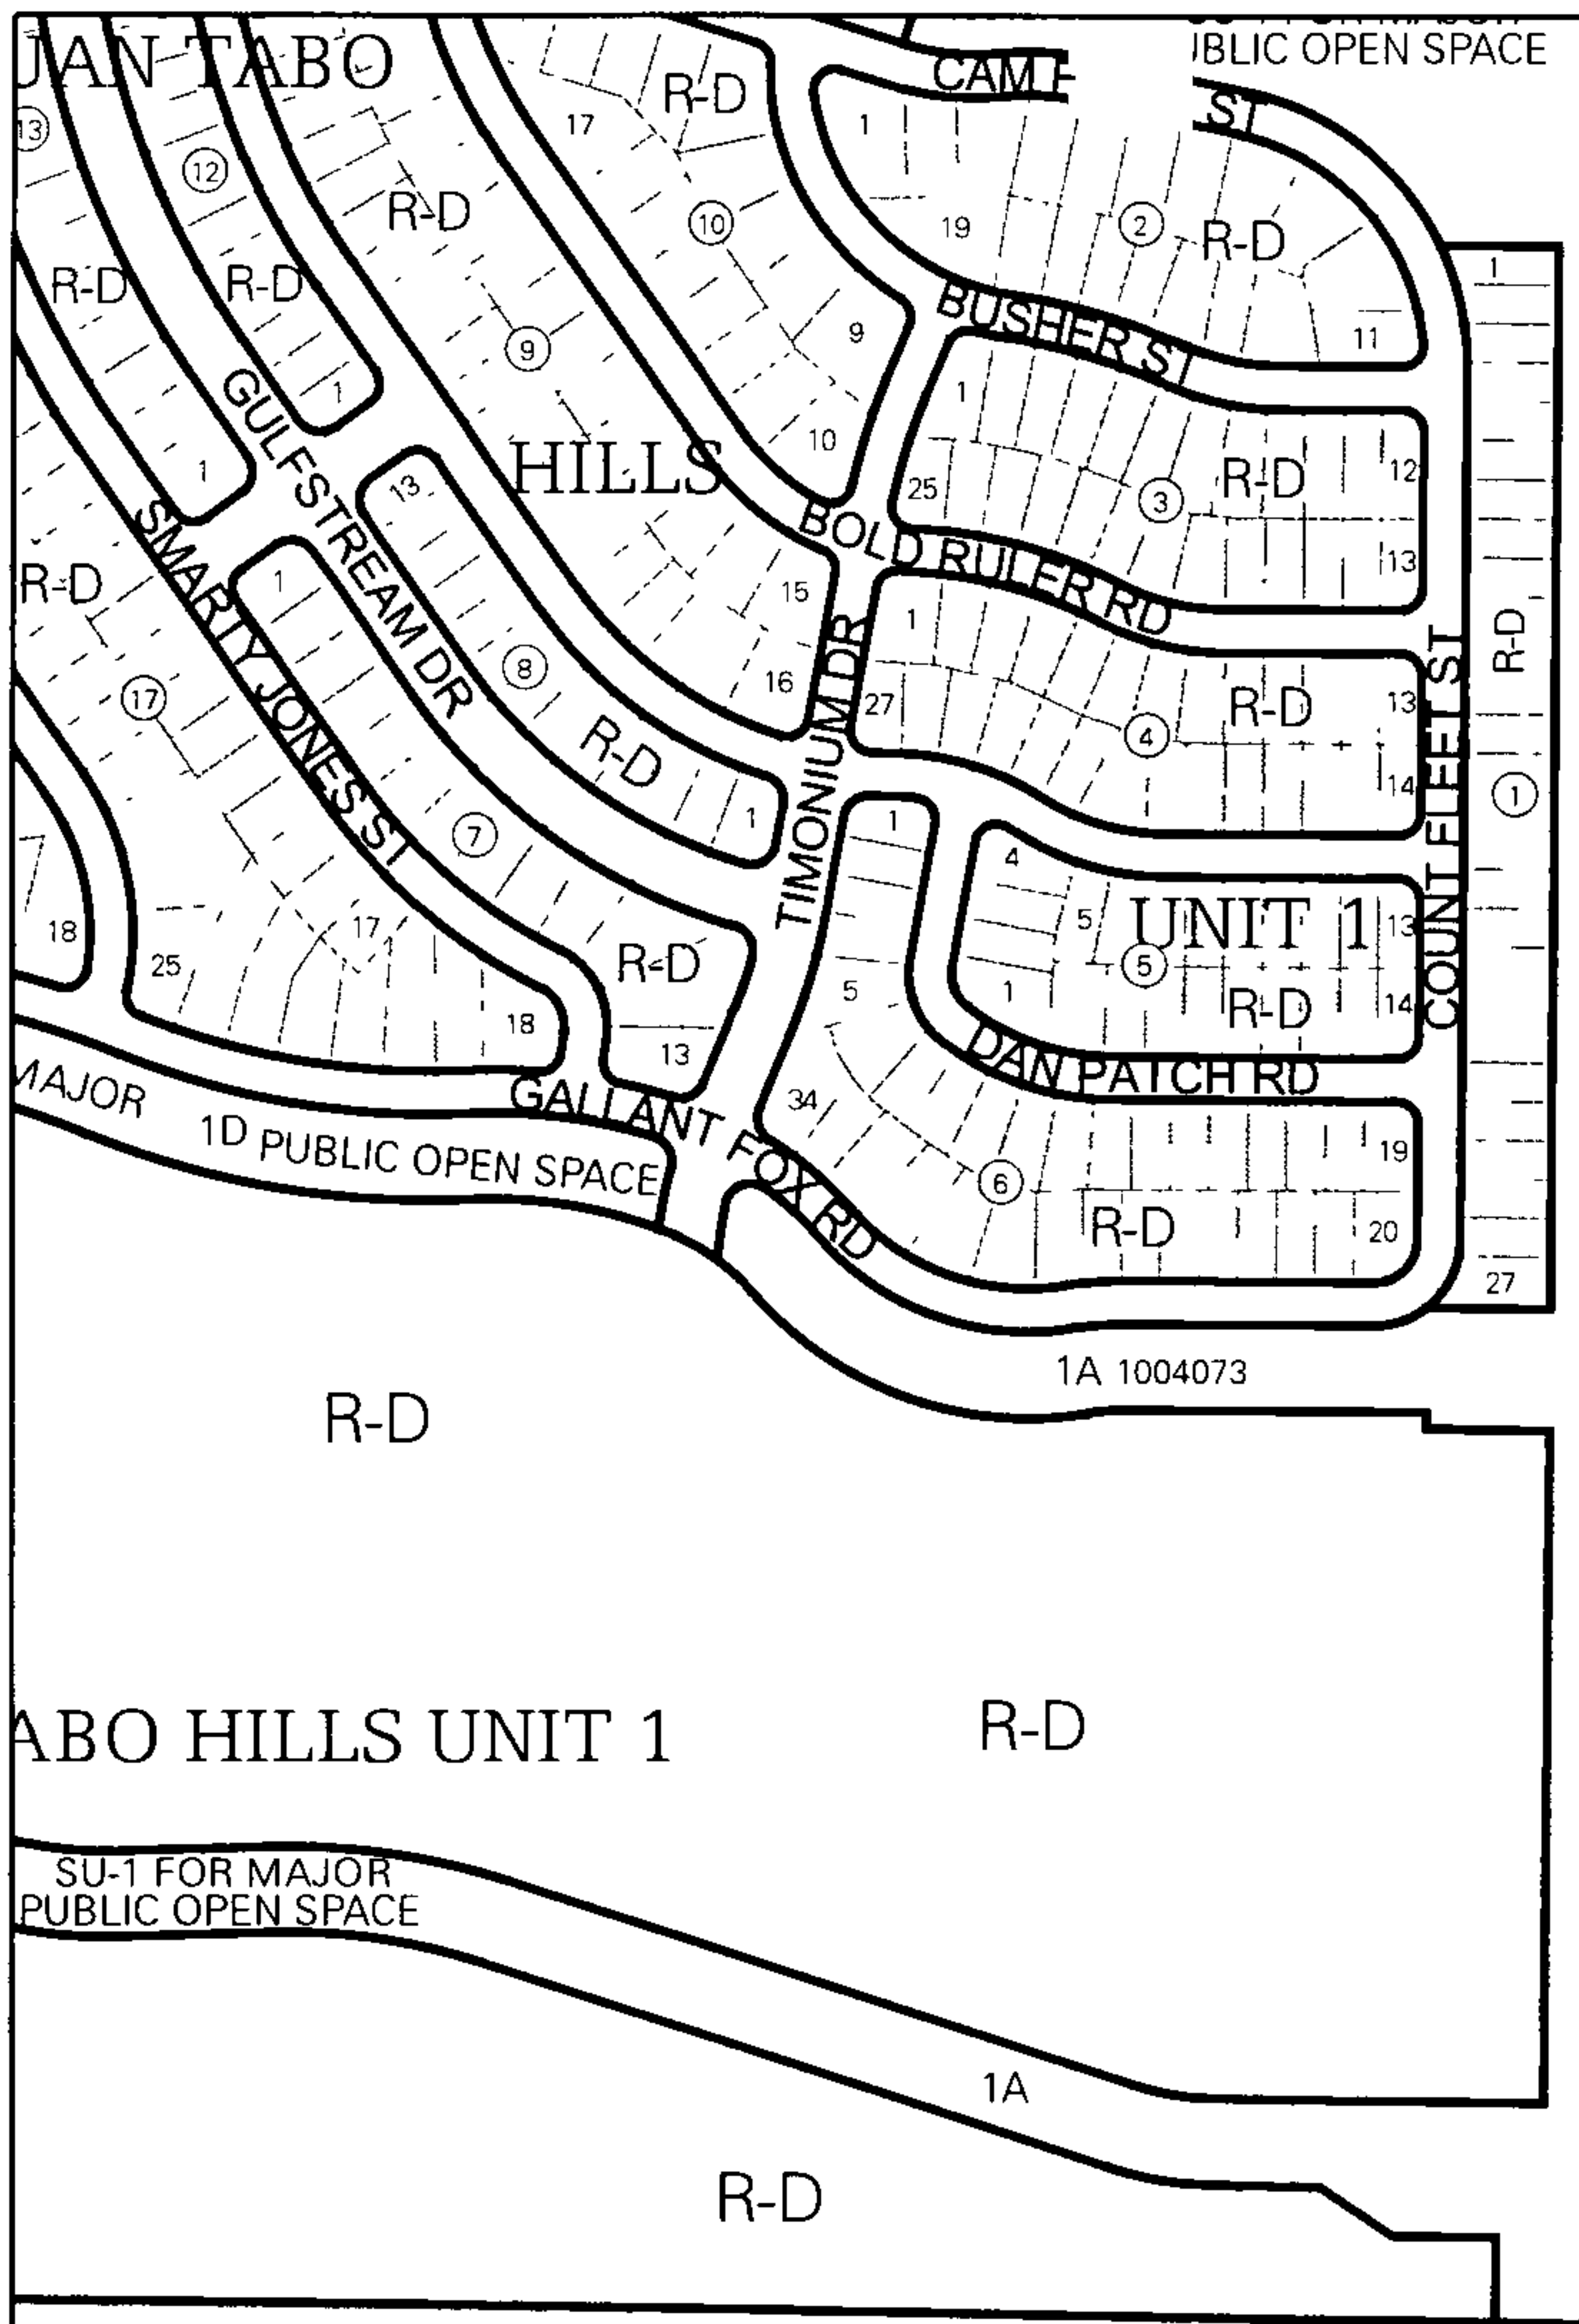 UAN TABO
IBLIC OPEN SPACE
ST
13
12
R-D
17
R-D
10
1
19
2
R-D
11
1
R-D
R-D
9
9
BUSHER ST
1
1
GULFSTREAM DR
HILLS
10
1
25
3
R-D
12
13
BOLD RULER RD
13
SMARTY JONES ST
1
R-D
17
8
R-D
15
16
TIMONIUM DR
1
27
4
R-D
13
14
COUNT FLEET ST
R-D
1
7
1
1
4
5
UNIT 1
5
R-D
13
14
1
5
18
25
17
18
R-D
13
DAN PATCH RD
34
6
R-D
19
20
GALLANT FOX RD
MAJOR
1D PUBLIC OPEN SPACE
27
1A 1004073
R-D
R-D
ABO HILLS UNIT 1
SU-1 FOR MAJOR
PUBLIC OPEN SPACE
1A
R-D